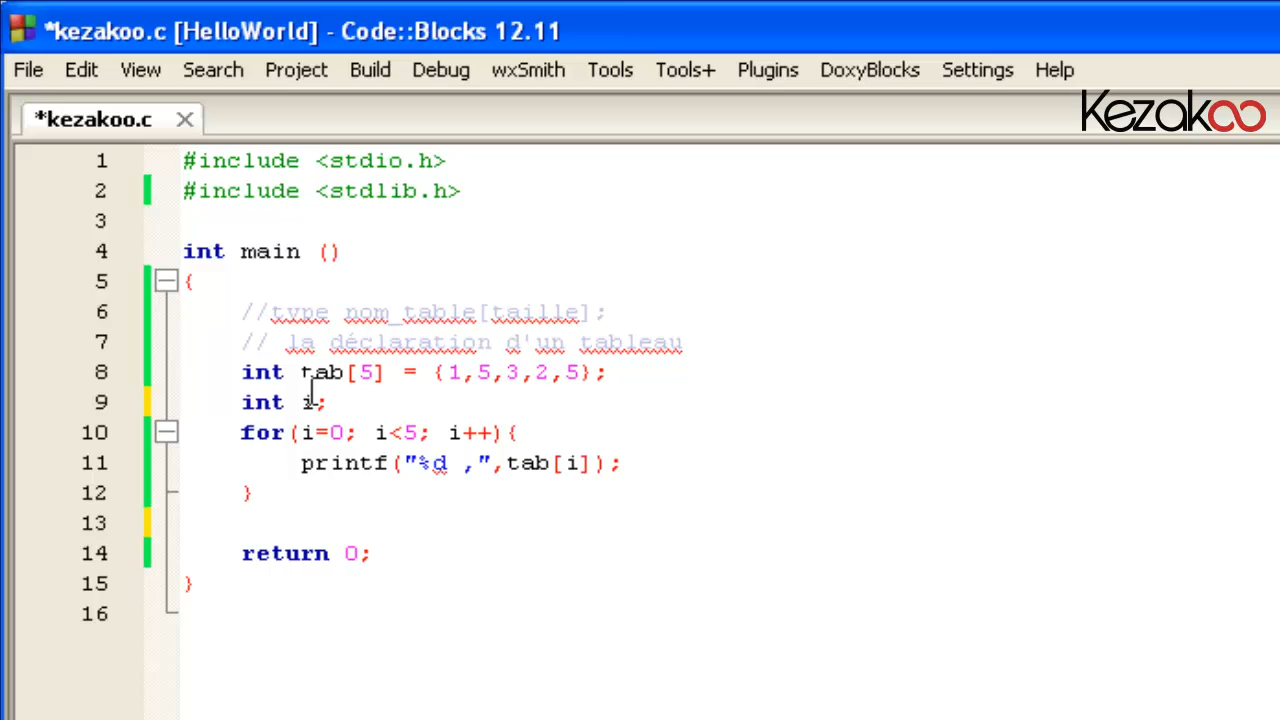 *kezakoo.c [HelloWorld] - Code::Blocks 12.11
File Edit View Search Project Build Debug wxSmith Tools Tools+ Plugins DoxyBlocks Settings Help
*kezakoo.c
Kezakoo
1 #include <stdio.h>
2 #include <stdlib.h>
3
4 int main ()
5 {
6 //type nom_table[taille];
7 // la déclaration d'un tableau
8 int tab[5] = {1,5,3,2,5};
9 int i;
10 for(i=0; i<5; i++){
11 printf("%d ,",tab[i]);
12 }
13
14 return 0;
15 }
16